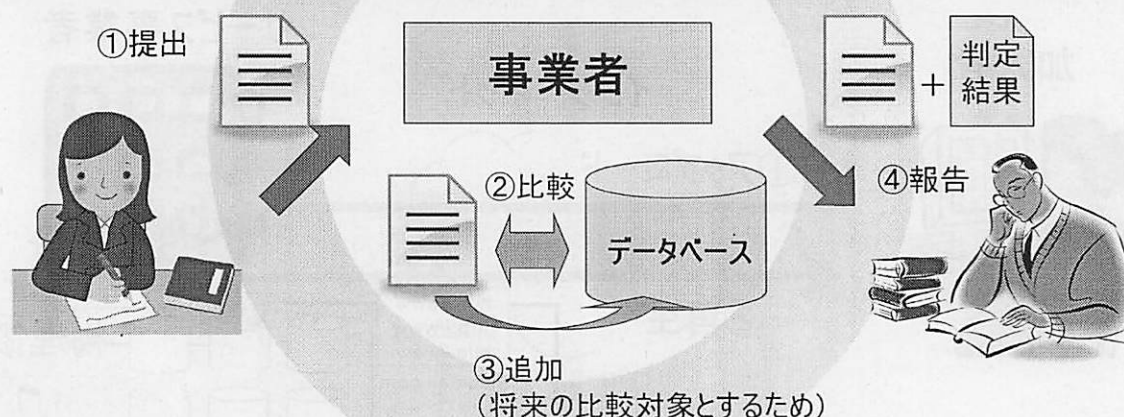 ①提出
事業者
+
判定
結果
②比較
データベース
④報告
③追加
(将来の比較対象とするため)